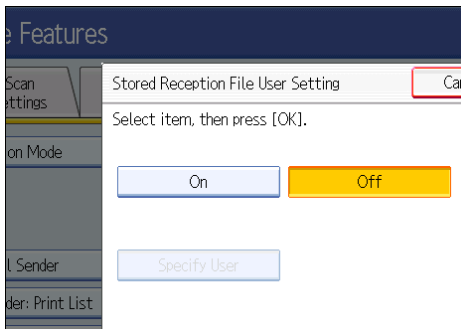 e Features
Scan
ettings
Stored Reception File User Setting
Ca
Select item, then press [OK].
on Mode
On
Off
l Sender
Specify User
der: Print List